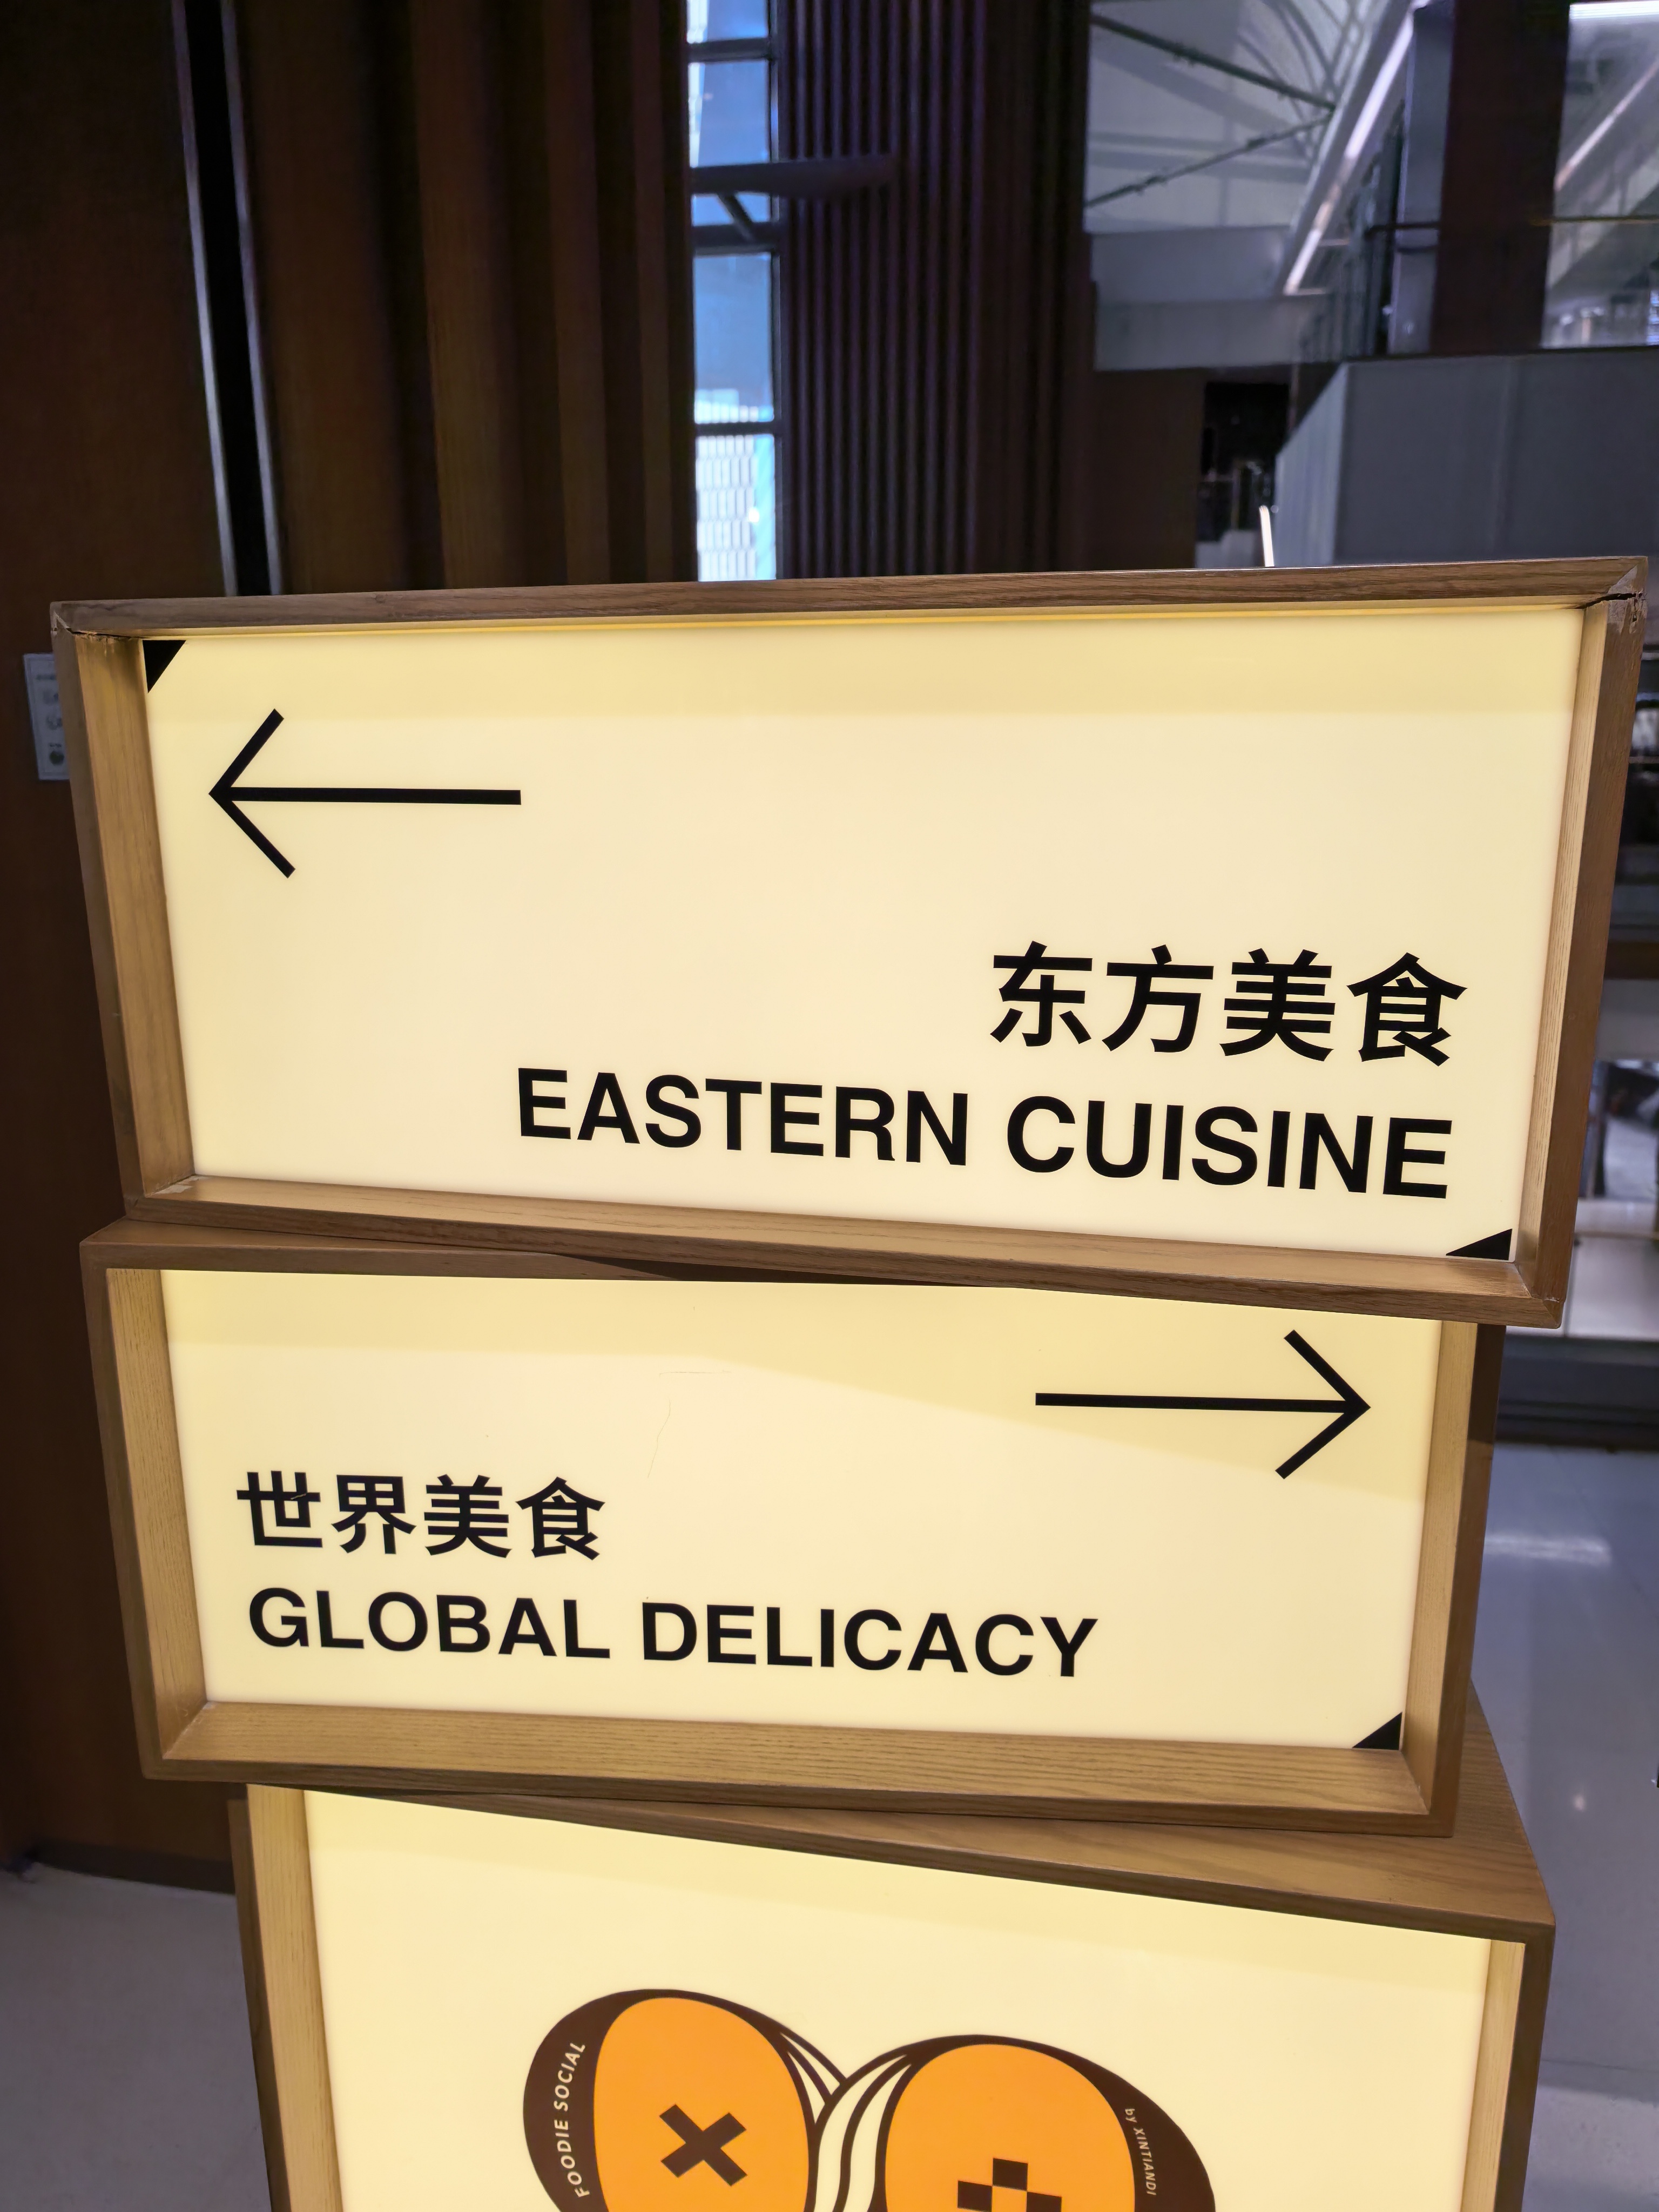 东方美食
EASTERN CUISINE
世界美食
GLOBAL DELICACY
FOODIE SOCIAL
by XINTIANDI